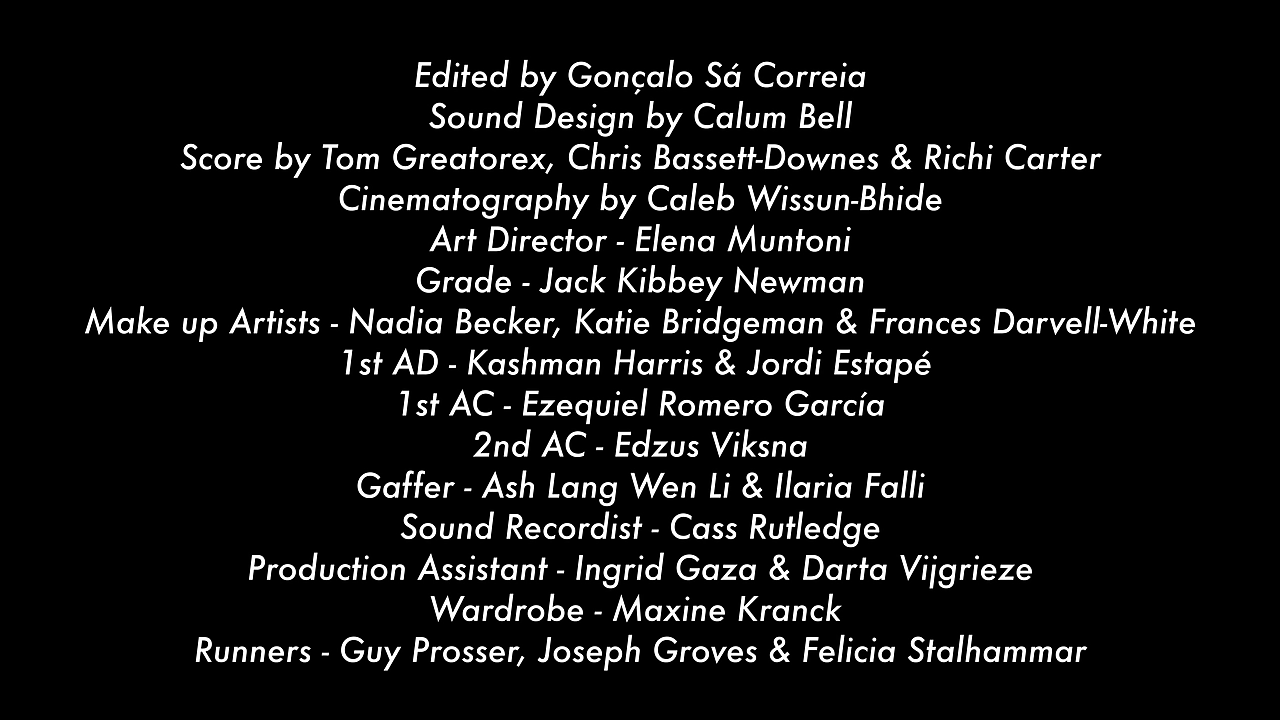 Edited by Gonçalo Sá Correia
Sound Design by Calum Bell
Score by Tom Greatorex, Chris Bassett-Downes & Richi Carter
Cinematography by Caleb Wissun-Bhide
Art Director - Elena Muntoni
Grade - Jack Kibbey Newman
Make up Artists - Nadia Becker, Katie Bridgeman & Frances Darvell-White
1st AD - Kashman Harris & Jordi Estapé
1st AC - Ezequiel Romero García
2nd AC - Edzus Viksna
Gaffer - Ash Lang Wen Li & Ilaria Falli
Sound Recordist - Cass Rutledge
Production Assistant - Ingrid Gaza & Darta Vijgrieze
Wardrobe - Maxine Kranck
Runners - Guy Prosser, Joseph Groves & Felicia Stalhammar